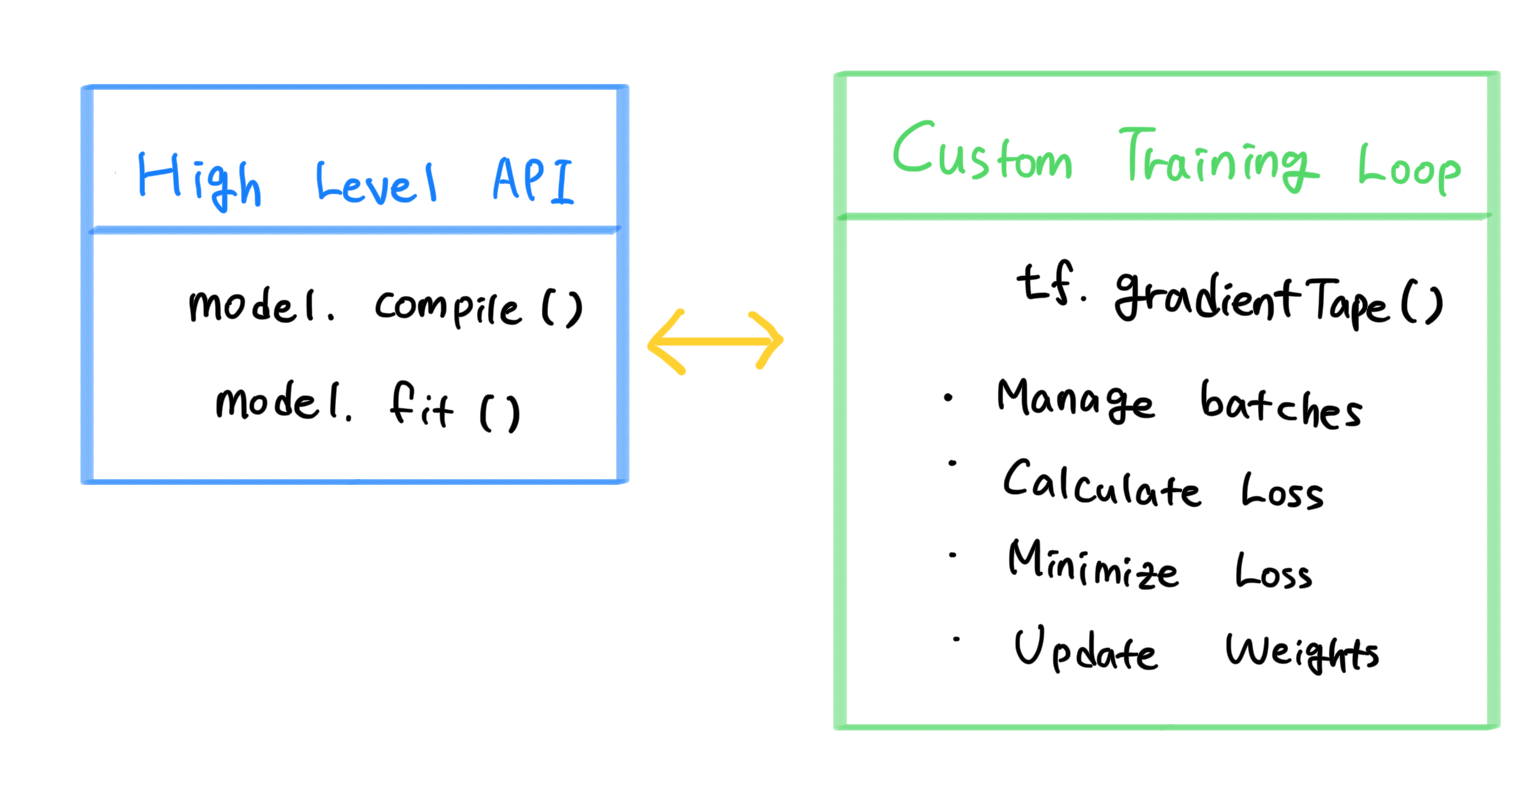 High Level API
model. compile ()
model. fit ()
Custom Training Loop
tf. gradientTape()
· Manage batches
· Calculate Loss
· Minimize Loss
· Update Weights